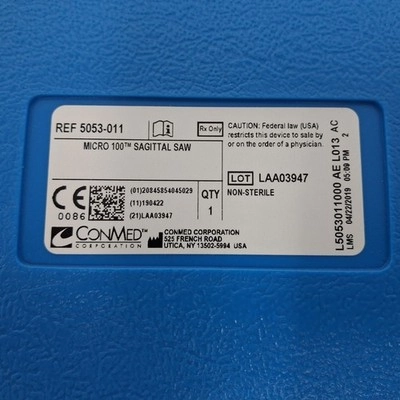 REF 5053-011
Rx Only
CAUTION: Federal law (USA)
restricts this device to sale by
or on the order of a physician.
MICRO 100™ SAGITTAL SAW
LOT LAA03947
NON-STERILE
CE
0086
(01)20845854045029
(11)190422
(21)LAA03947
QTY
1
CONMED
CORPORATION
CONMED CORPORATION
525 FRENCH ROAD
UTICA, NY 13502-5994 USA
L5053011000 AE L013 AC
LMS 04/22/2019 05:09 PM 2